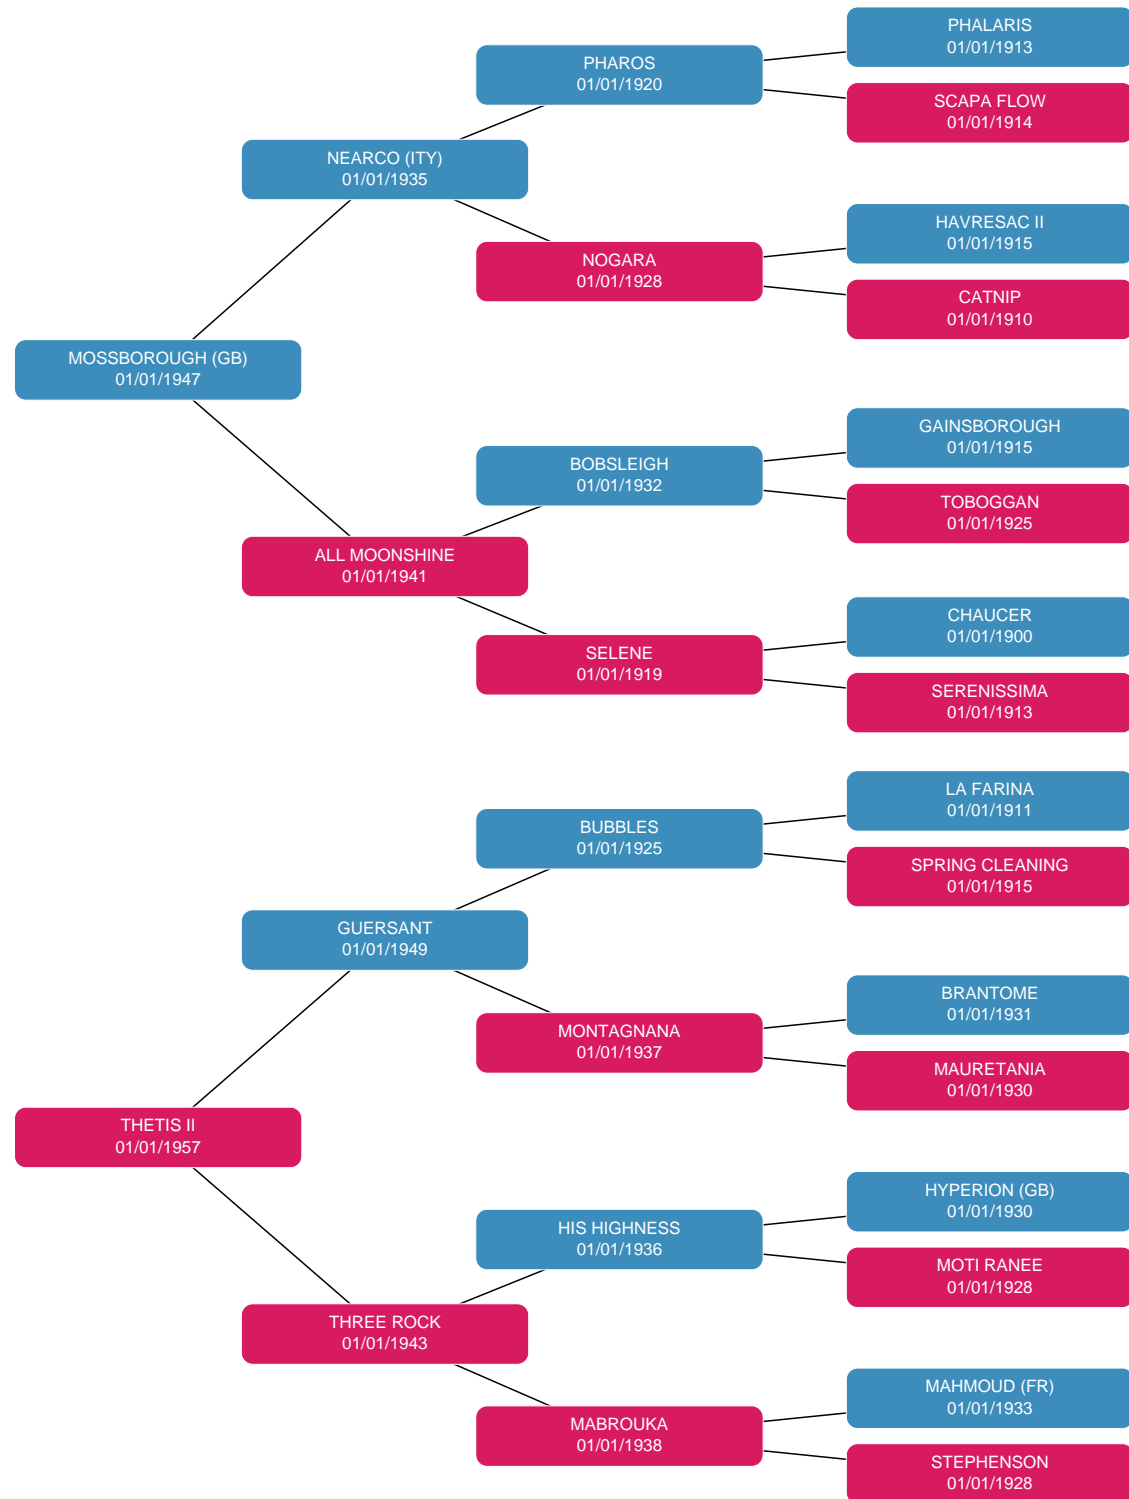 PHALARIS
01/01/1913
PHAROS
01/01/1920
SCAPA FLOW
01/01/1914
NEARCO (ITY)
01/01/1935
HAVRESAC II
01/01/1915
NOGARA
01/01/1928
CATNIP
01/01/1910
MOSSBOROUGH (GB)
01/01/1947
GAINSBOROUGH
01/01/1915
BOBSLEIGH
01/01/1932
TOBOGGAN
01/01/1925
ALL MOONSHINE
01/01/1941
CHAUCER
01/01/1900
SELENE
01/01/1919
SERENISSIMA
01/01/1913
LA FARINA
01/01/1911
BUBBLES
01/01/1925
SPRING CLEANING
01/01/1915
GUERSANT
01/01/1949
BRANTOME
01/01/1931
MONTAGNANA
01/01/1937
MAURETANIA
01/01/1930
THETIS II
01/01/1957
HYPERION (GB)
01/01/1930
HIS HIGHNESS
01/01/1936
MOTI RANEE
01/01/1928
THREE ROCK
01/01/1943
MAHMOUD (FR)
01/01/1933
MABROUKA
01/01/1938
STEPHENSON
01/01/1928